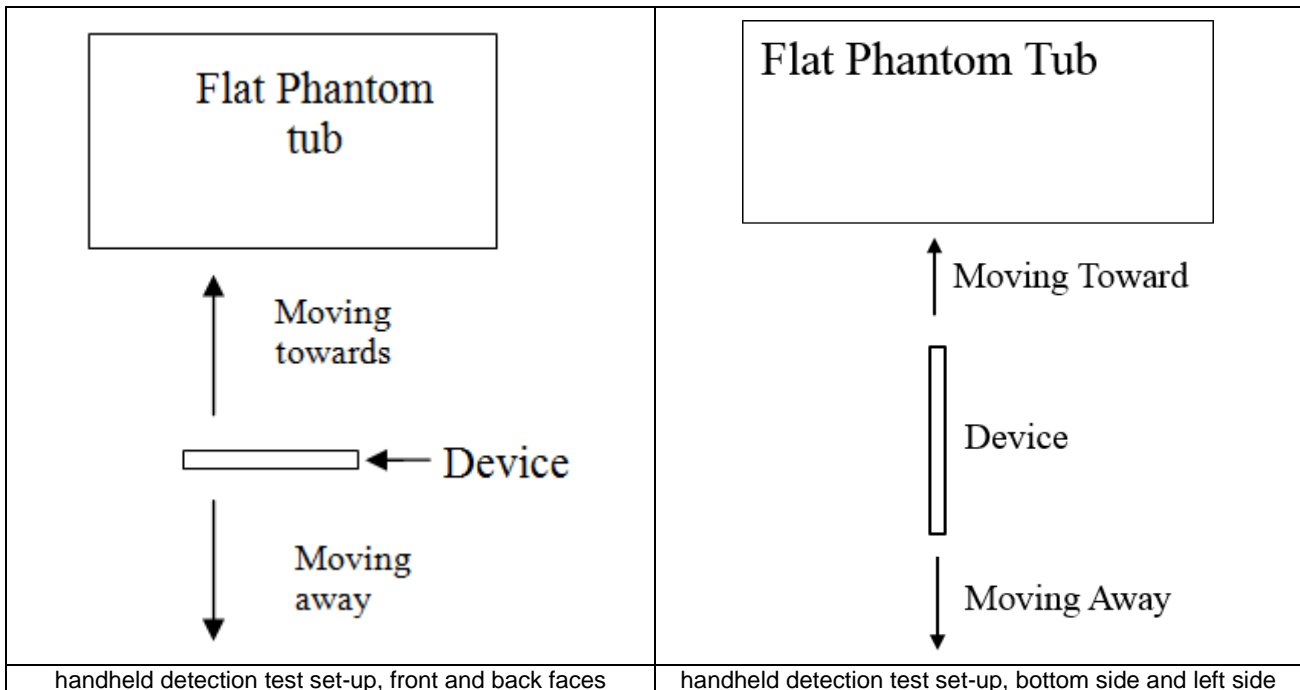 Flat Phantom
tub
Moving
towards
Device
Moving
away
handheld detection test set-up, front and back faces
Flat Phantom Tub
Moving Toward
Device
Moving Away
handheld detection test set-up, bottom side and left side